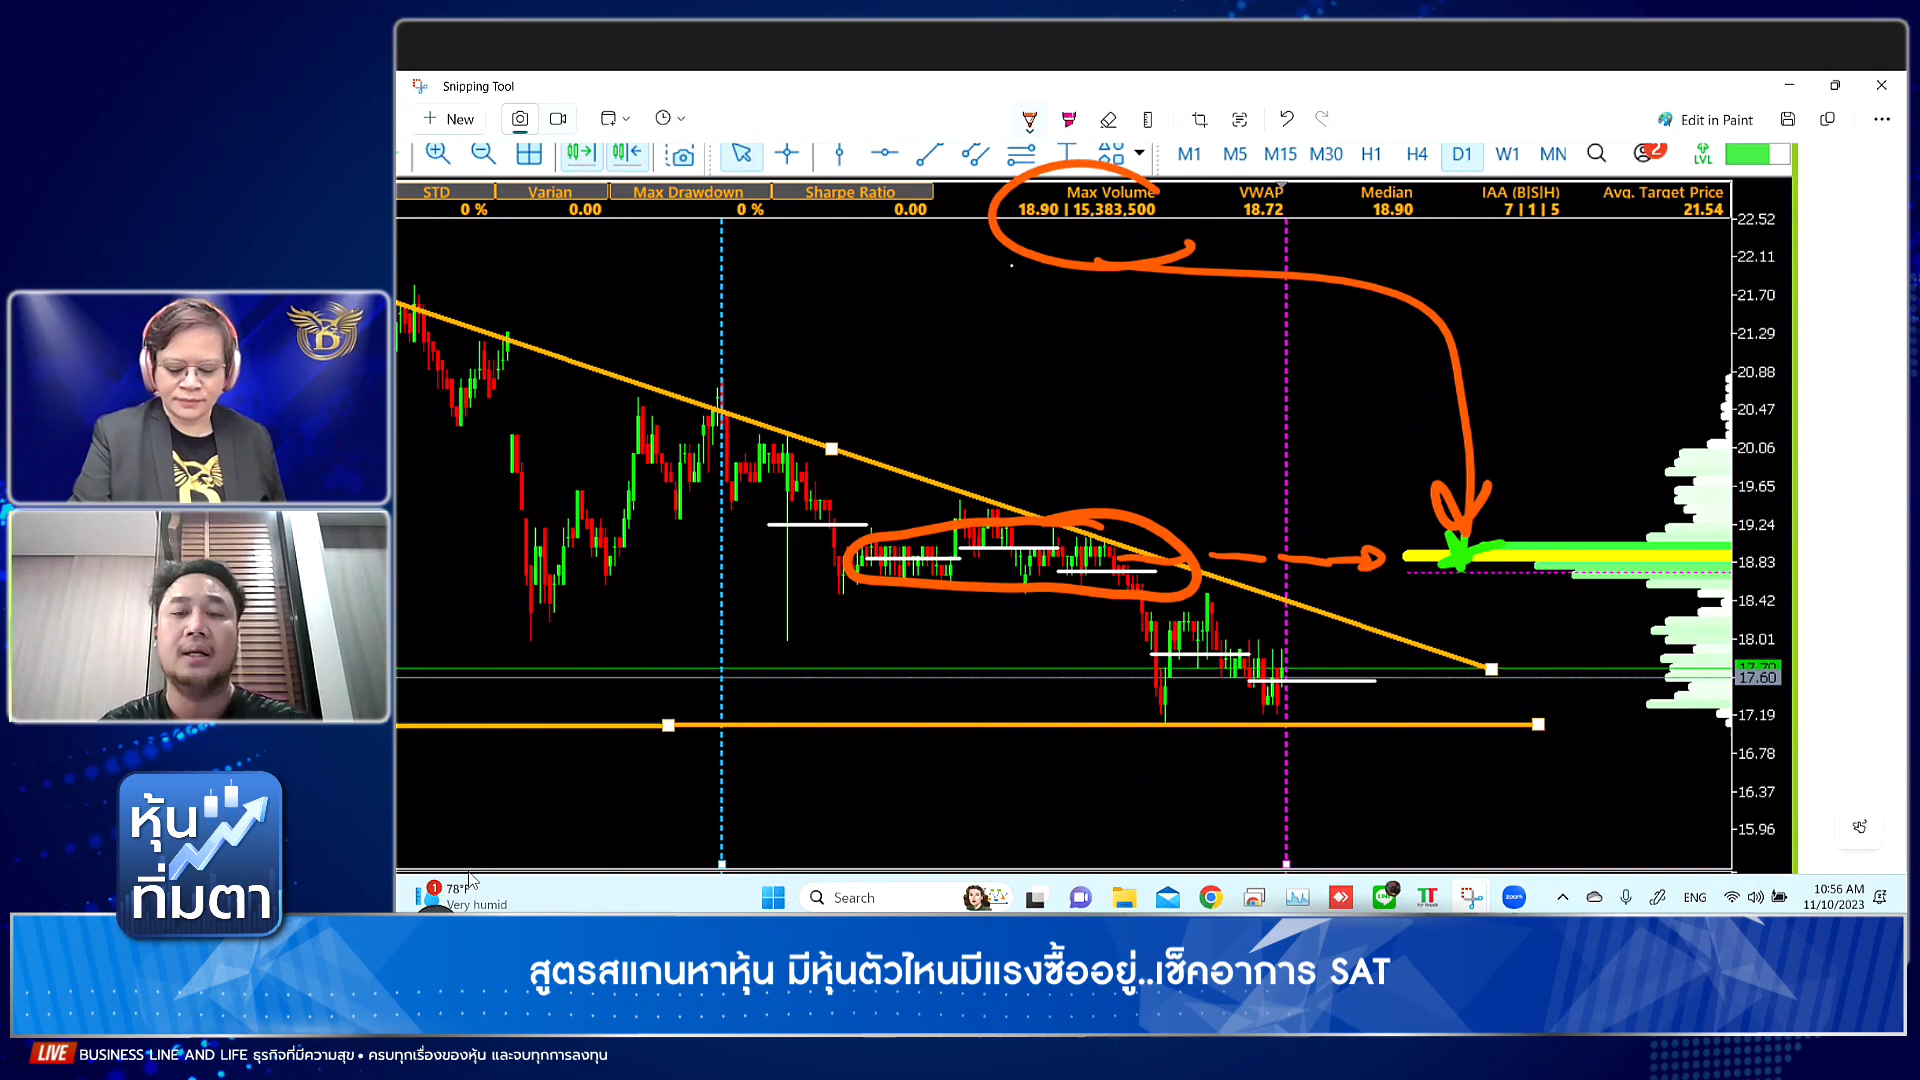 Snipping Tool
New
Edit in Paint
M1 M5 M15 M30 H1 H4 D1 W1 MN
2
LVL
STD Varian Max Drawdown Sharpe Ratio Max Volume VWAP Median IAA (B|S|H) Avg. Target Price
0 % 0.00 0 % 0.00 18.90 | 15,383,500 18.72 18.90 7 | 1 | 5 21.54
22.52
22.11
21.70
21.29
20.88
20.47
20.06
19.65
19.24
18.83
18.42
18.01
17.70
17.60
17.19
16.78
16.37
15.96
B
หุ้น
ทิ่มตา
1
78°F
Very humid
Search
zoom
ENG
10:56 AM
11/10/2023
สูตรสแกนหาหุ้น มีหุ้นตัวไหนมีแรงซื้ออยู่..เช็คอาการ SAT
LIVE BUSINESS LINE AND LIFE ธุรกิจที่มีความสุข • ครบทุกเรื่องของหุ้น และจบทุกการลงทุน